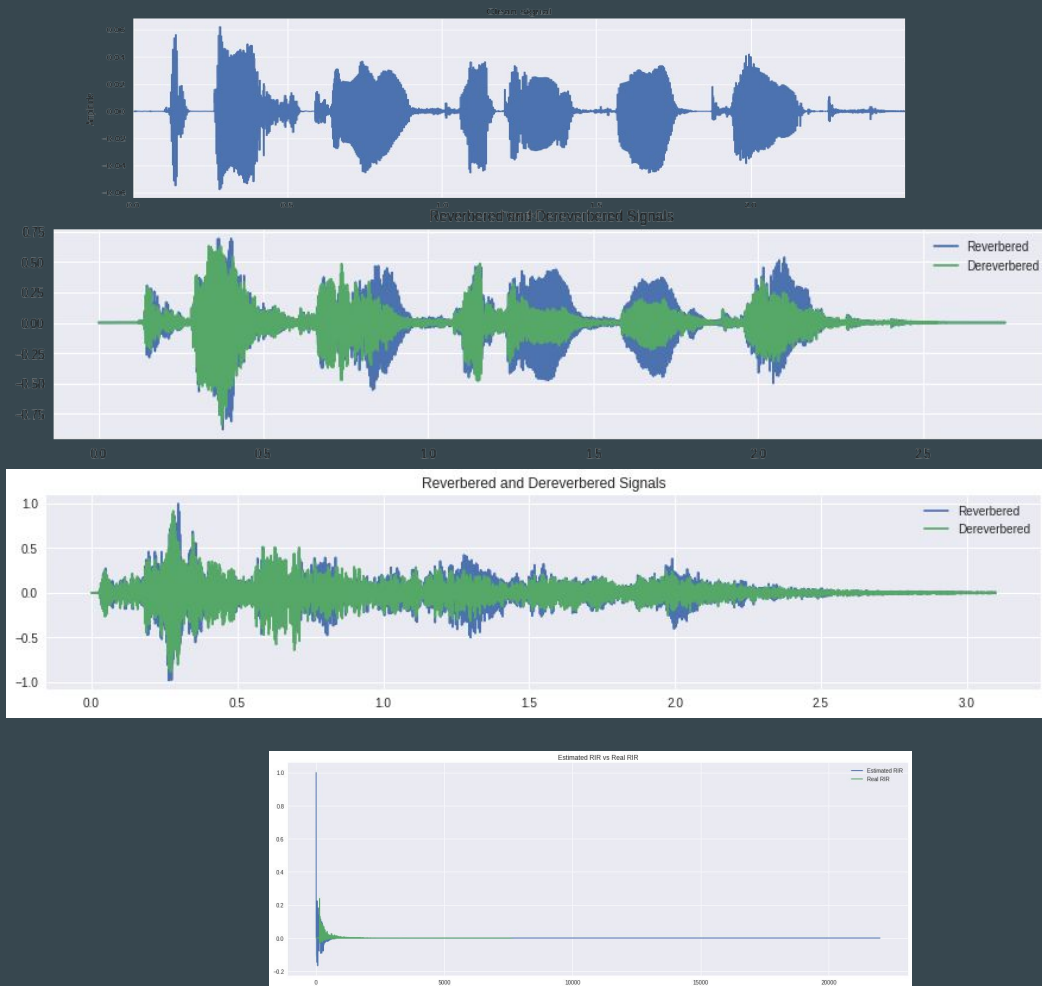 Reverbered and Dereverbered Signals
Reverbered
Dereverbered
0.75
0.50
0.25
0.00
−0.25
−0.50
−0.75
0.0 0.5 1.0 1.5 2.0 2.5
Reverbered and Dereverbered Signals
Reverbered
Dereverbered
1.0
0.5
0.0
−0.5
−1.0
0.0 0.5 1.0 1.5 2.0 2.5 3.0
Estimated RIR vs Real RIR
Estimated RIR
Real RIR
1.0
0.8
0.6
0.4
0.2
0.0
−0.2
0 5000 10000 15000 20000